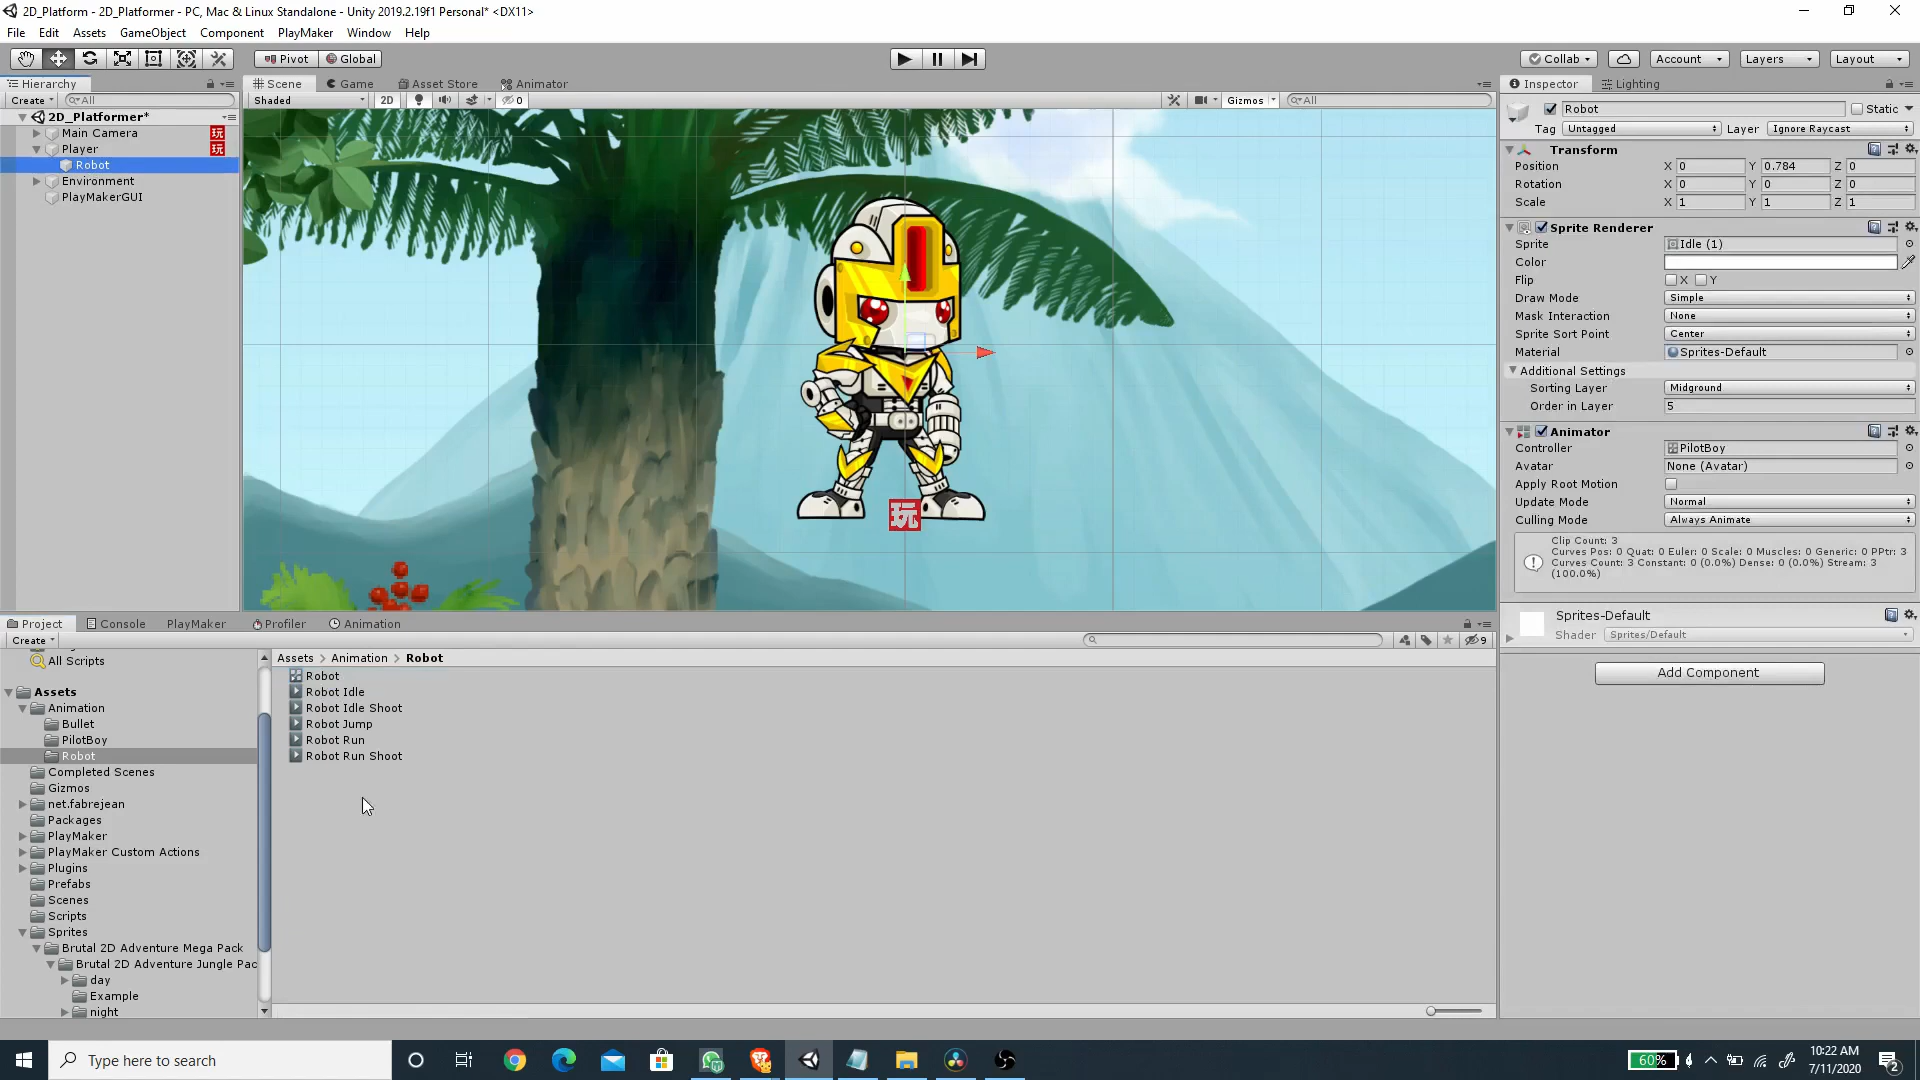 2D_Platform - 2D_Platformer - PC, Mac & Linux Standalone - Unity 2019.2.19f1 Personal* <DX11>
File Edit Assets GameObject Component PlayMaker Window Help
Pivot Global Collab Account Layers Layout
Hierarchy
Create All
2D_Platformer*
Main Camera 玩
Player 玩
Robot
Environment
PlayMakerGUI
Scene Game Asset Store Animator
Shaded 2D 0 Gizmos All
玩
Inspector Lighting
Robot Static
Tag Untagged Layer Ignore Raycast
Transform
Position X 0 Y 0.784 Z 0
Rotation X 0 Y 0 Z 0
Scale X 1 Y 1 Z 1
Sprite Renderer
Sprite Idle (1)
Color
Flip X Y
Draw Mode Simple
Mask Interaction None
Sprite Sort Point Center
Material Sprites-Default
Additional Settings
Sorting Layer Midground
Order in Layer 5
Animator
Controller PilotBoy
Avatar None (Avatar)
Apply Root Motion
Update Mode Normal
Culling Mode Always Animate
Clip Count: 3
Curves Pos: 0 Quat: 0 Euler: 0 Scale: 0 Muscles: 0 Generic: 0 PPtr: 3
Curves Count: 3 Constant: 0 (0.0%) Dense: 0 (0.0%) Stream: 3
(100.0%)
Sprites-Default
Shader Sprites/Default
Add Component
Project Console PlayMaker Profiler Animation
Create 9
All Scripts
Assets
Animation
Bullet
PilotBoy
Robot
Completed Scenes
Gizmos
net.fabrejean
Packages
PlayMaker
PlayMaker Custom Actions
Plugins
Prefabs
Scenes
Scripts
Sprites
Brutal 2D Adventure Mega Pack
Brutal 2D Adventure Jungle Pac
day
Example
night
Assets > Animation > Robot
Robot
Robot Idle
Robot Idle Shoot
Robot Jump
Robot Run
Robot Run Shoot
Type here to search
60%
10:22 AM
7/11/2020
2